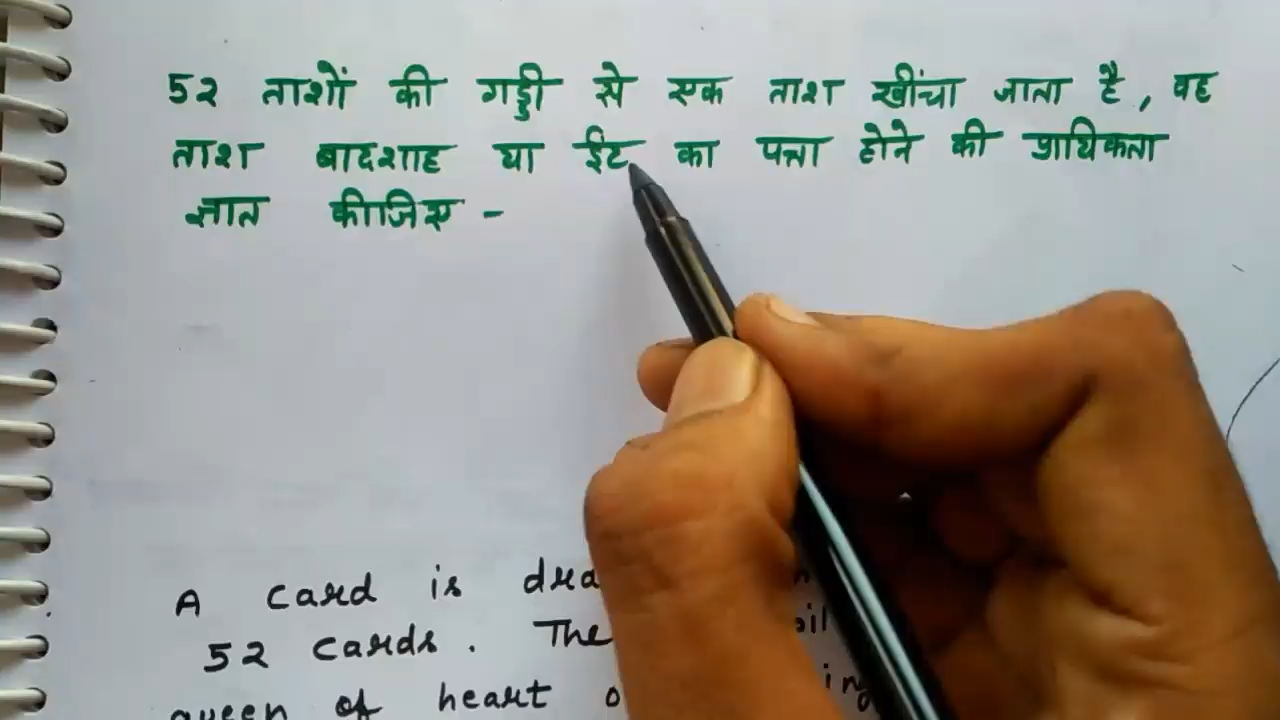 52 ताशों की गड्डी से एक ताश खींचा जाता है, वह
ताश बादशाह या ईंट का पत्ता होने की प्रायिकता
ज्ञात कीजिए -
A card is
52 cards. The
queen of heart